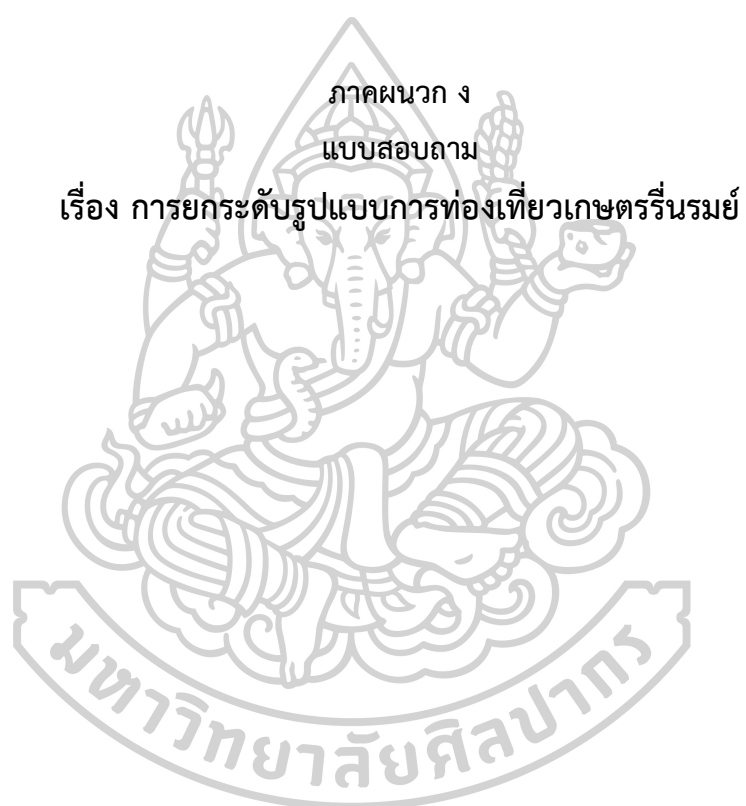 ภาคผนวก ง
แบบสอบถาม
เรื่อง การยกระดับรูปแบบการท่องเที่ยวเกษตรรื่นรมย์
มหาวิทยาลัยศิลปากร